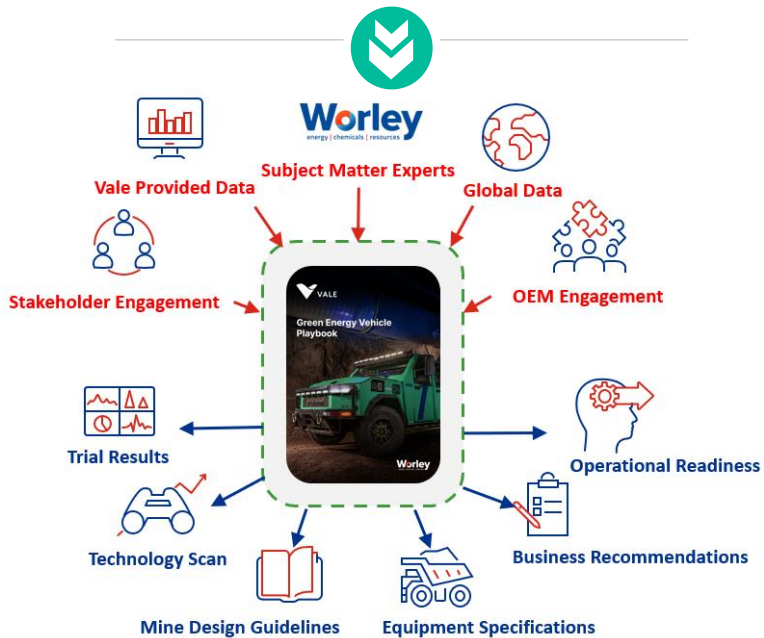 Worley
energy | chemicals | resources
Subject Matter Experts
Vale Provided Data
Global Data
Stakeholder Engagement
OEM Engagement
VALE
Green Energy Vehicle
Playbook
Worley
Trial Results
Operational Readiness
Technology Scan
Business Recommendations
Mine Design Guidelines
Equipment Specifications